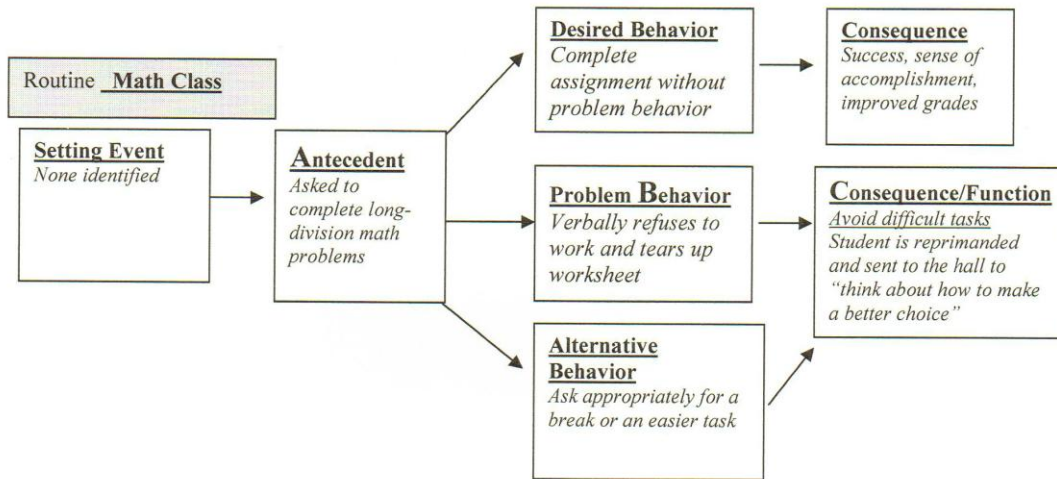 Routine Math Class
Setting Event
None identified
Antecedent
Asked to
complete long-
division math
problems
Desired Behavior
Complete
assignment without
problem behavior
Consequence
Success, sense of
accomplishment,
improved grades
Problem Behavior
Verbally refuses to
work and tears up
worksheet
Consequence/Function
Avoid difficult tasks
Student is reprimanded
and sent to the hall to
“think about how to make
a better choice”
Alternative
Behavior
Ask appropriately for a
break or an easier task